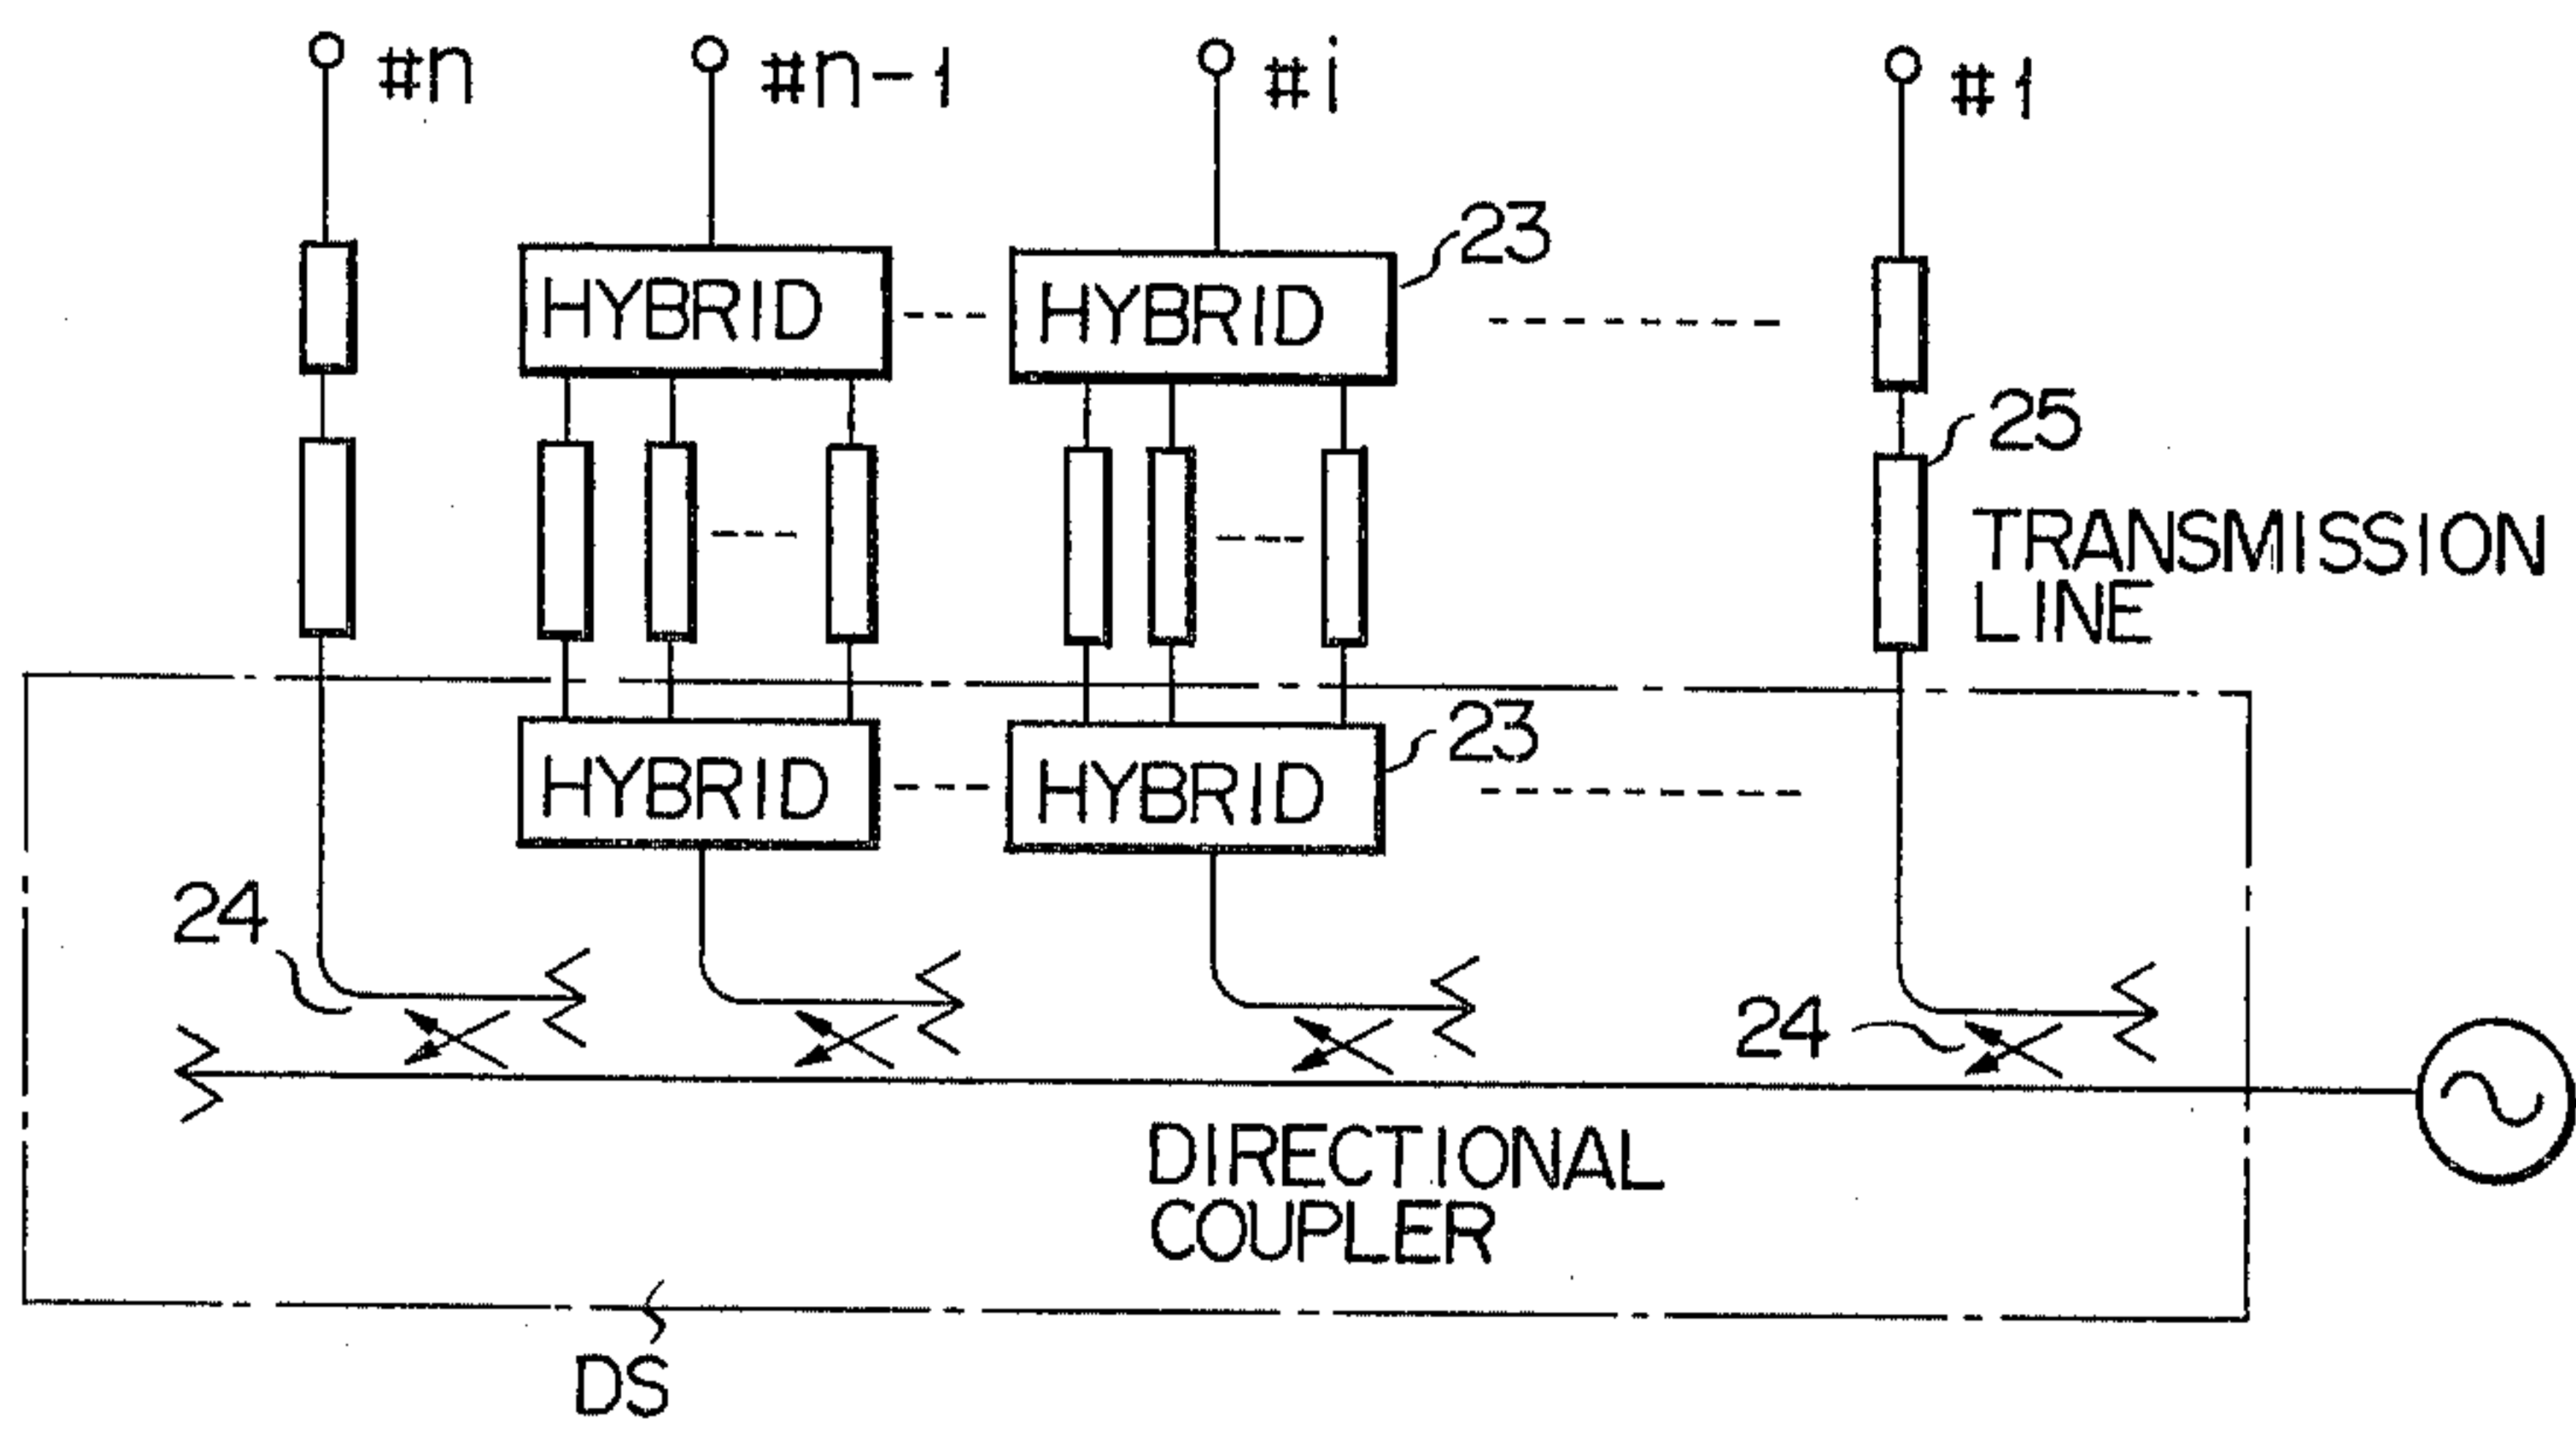 #n
#n-1
#i
#1
23
HYBRID
HYBRID
25
TRANSMISSION
LINE
23
HYBRID
HYBRID
24
24
DIRECTIONAL
COUPLER
DS